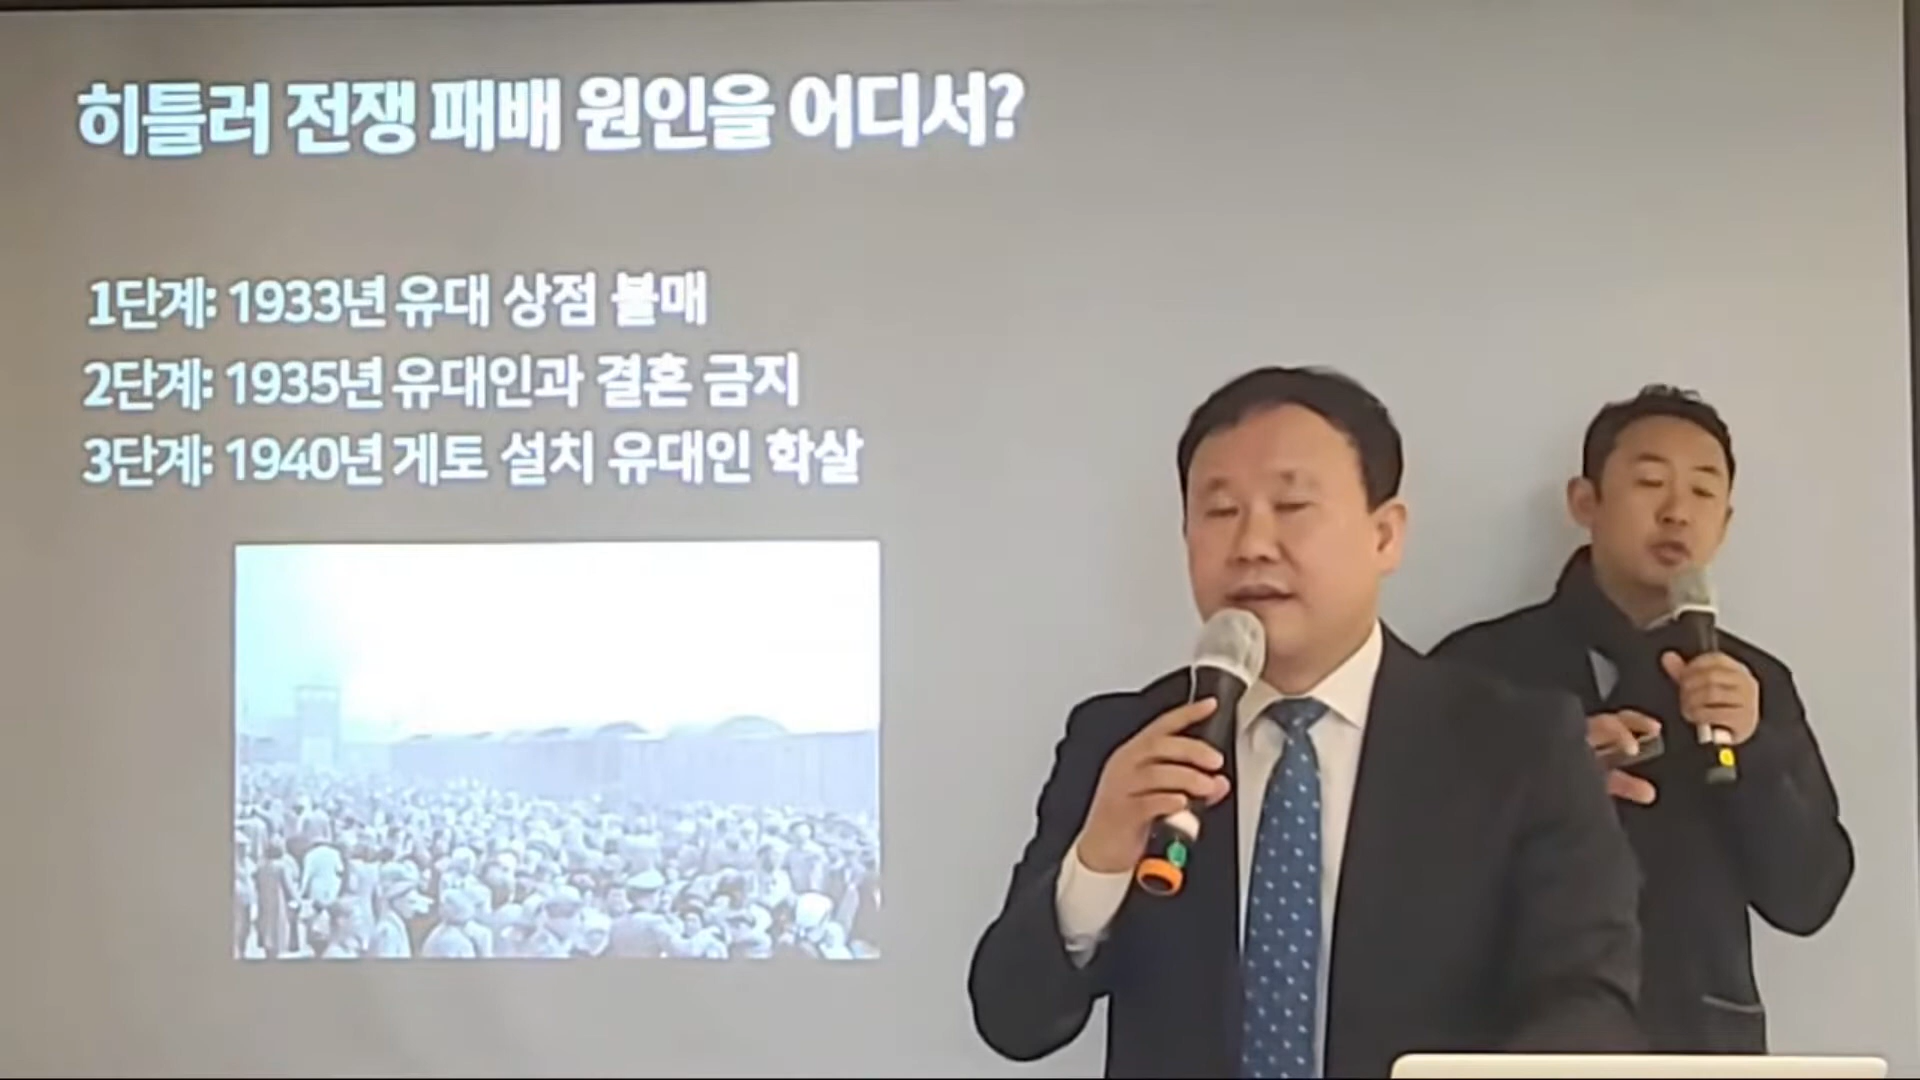 히틀러 전쟁 패배 원인을 어디서?
1단계: 1933년 유대 상점 불매
2단계: 1935년 유대인과 결혼 금지
3단계: 1940년 게토 설치 유대인 학살